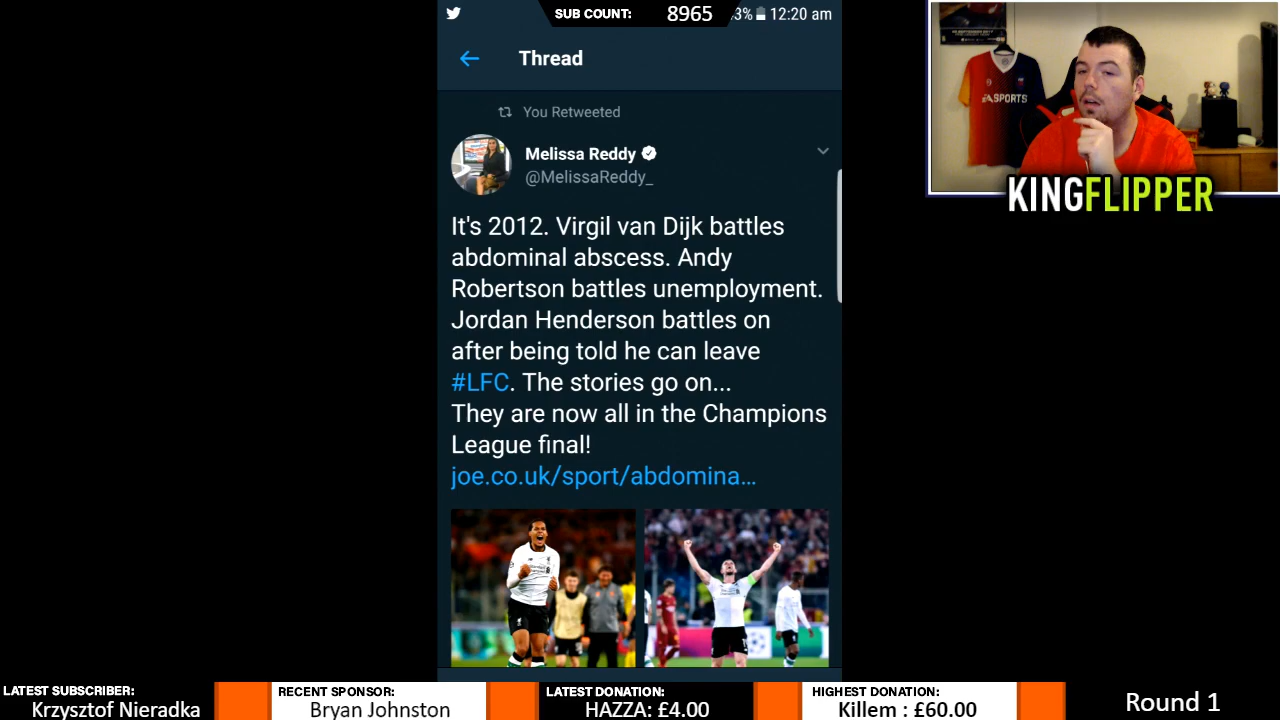 SUB COUNT: 8965
3% 12:20 am
Thread
You Retweeted
Melissa Reddy
@MelissaReddy_
It's 2012. Virgil van Dijk battles
abdominal abscess. Andy
Robertson battles unemployment.
Jordan Henderson battles on
after being told he can leave
#LFC. The stories go on...
They are now all in the Champions
League final!
joe.co.uk/sport/abdomina...
SPORTS
KINGFLIPPER
LATEST SUBSCRIBER:
Krzysztof Nieradka
RECENT SPONSOR:
Bryan Johnston
LATEST DONATION:
HAZZA: £4.00
HIGHEST DONATION:
Killem : £60.00
Round 1